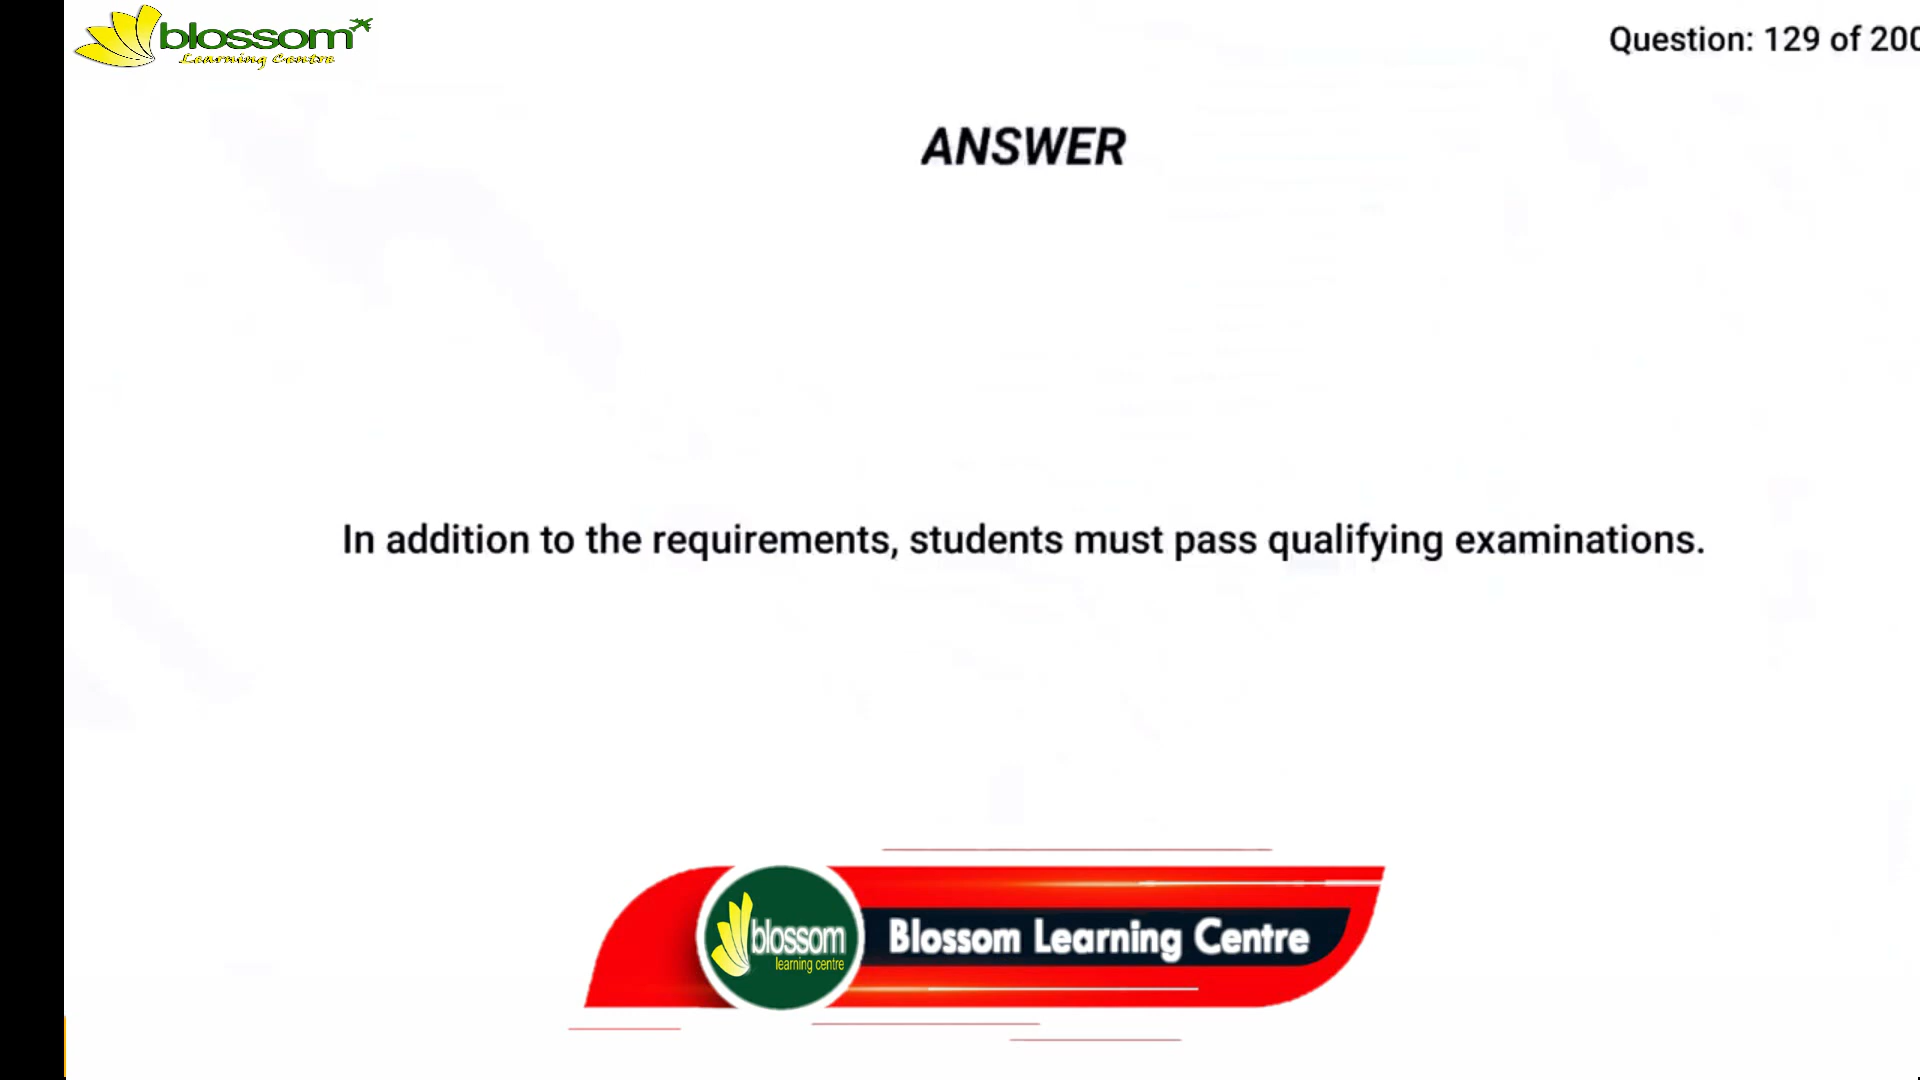 blossom
Learning Centre
Question: 129 of 200
ANSWER
In addition to the requirements, students must pass qualifying examinations.
blossom
learning centre
Blossom Learning Centre